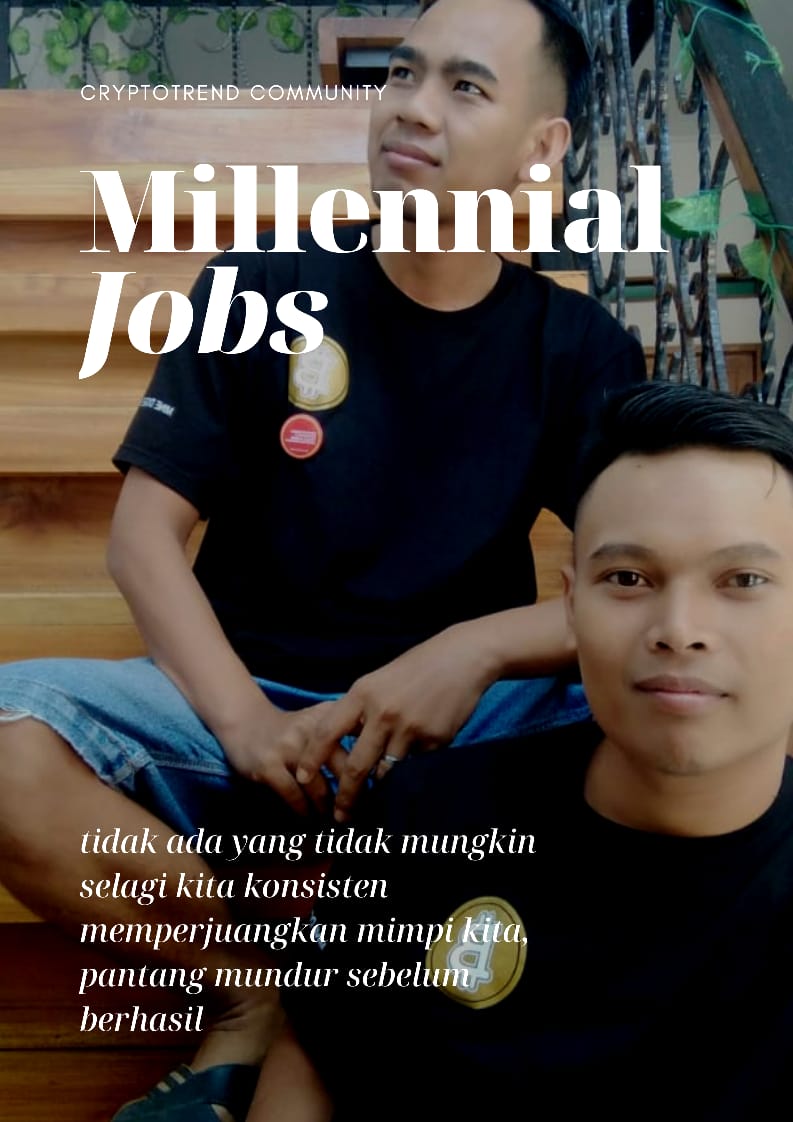 CRYPTOTREND COMMUNITY
Millennial
Jobs
tidak ada yang tidak mungkin
selagi kita konsisten
memperjuangkan mimpi kita,
pantang mundur sebelum
berhasil